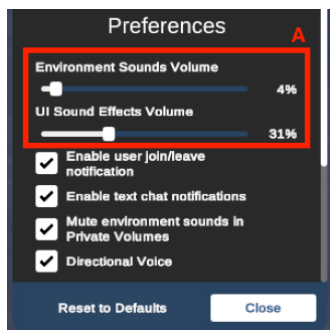 Preferences
A
Environment Sounds Volume
4%
UI Sound Effects Volume
31%
Enable user join/leave
notification
Enable text chat notifications
Mute environment sounds in
Private Volumes
Directional Voice
Reset to Defaults
Close